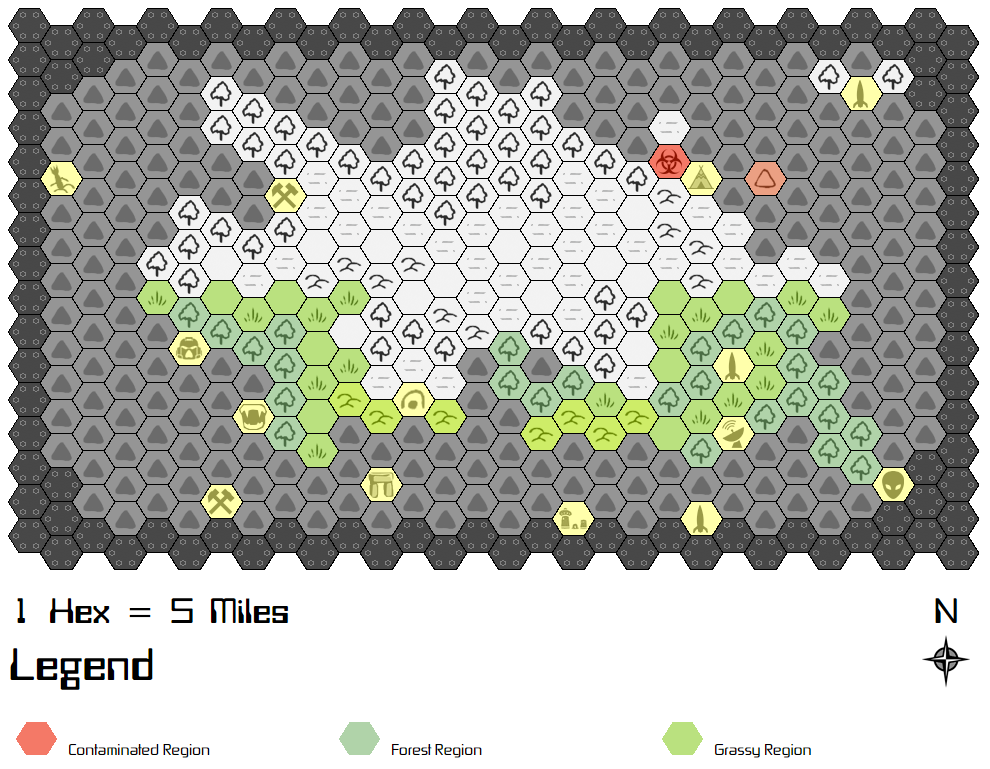 1 Hex = 5 Miles
N
Legend
Contaminated Region
Forest Region
Grassy Region